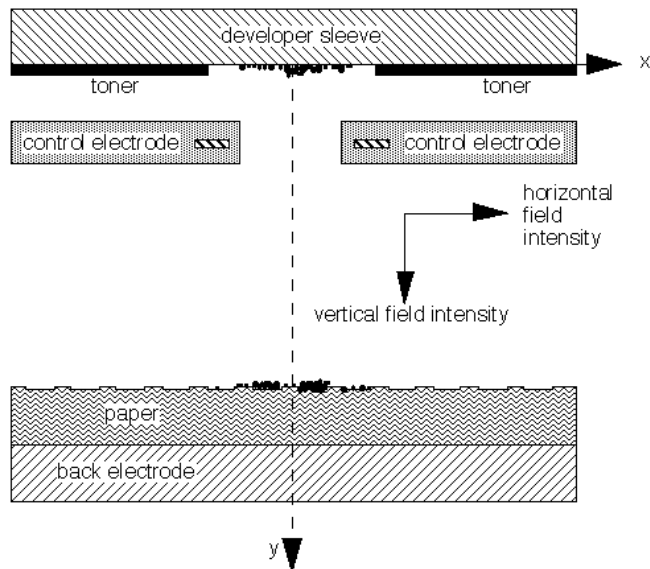 developer sleeve
x
toner
toner
control electrode
control electrode
horizontal
field
intensity
vertical field intensity
paper
back electrode
y